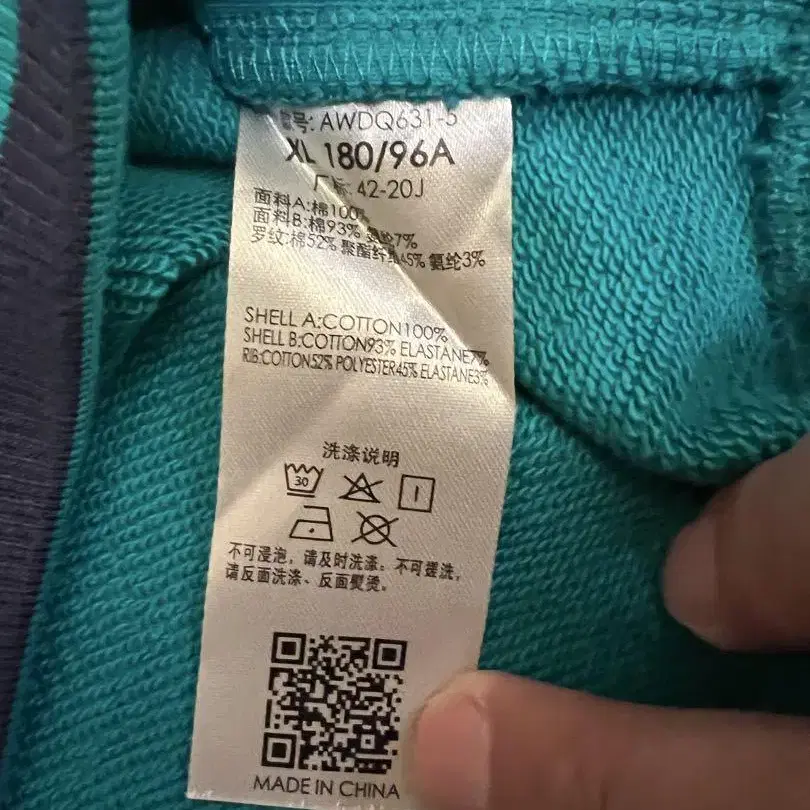 号: AWDQ631-5
XL 180/96A
42-20J
面料A:棉100%
面料B:棉93% 氨纶7%
罗纹:棉52% 聚酯纤维45% 氨纶3%
SHELL A:COTTON100%
SHELL B:COTTON93% ELASTANE7%
RIB:COTTON52% POLYESTER45% ELASTANE3%
洗涤说明
30
不可浸泡，请及时洗涤。不可搓洗，
请反面洗涤、反面熨烫。
MADE IN CHINA